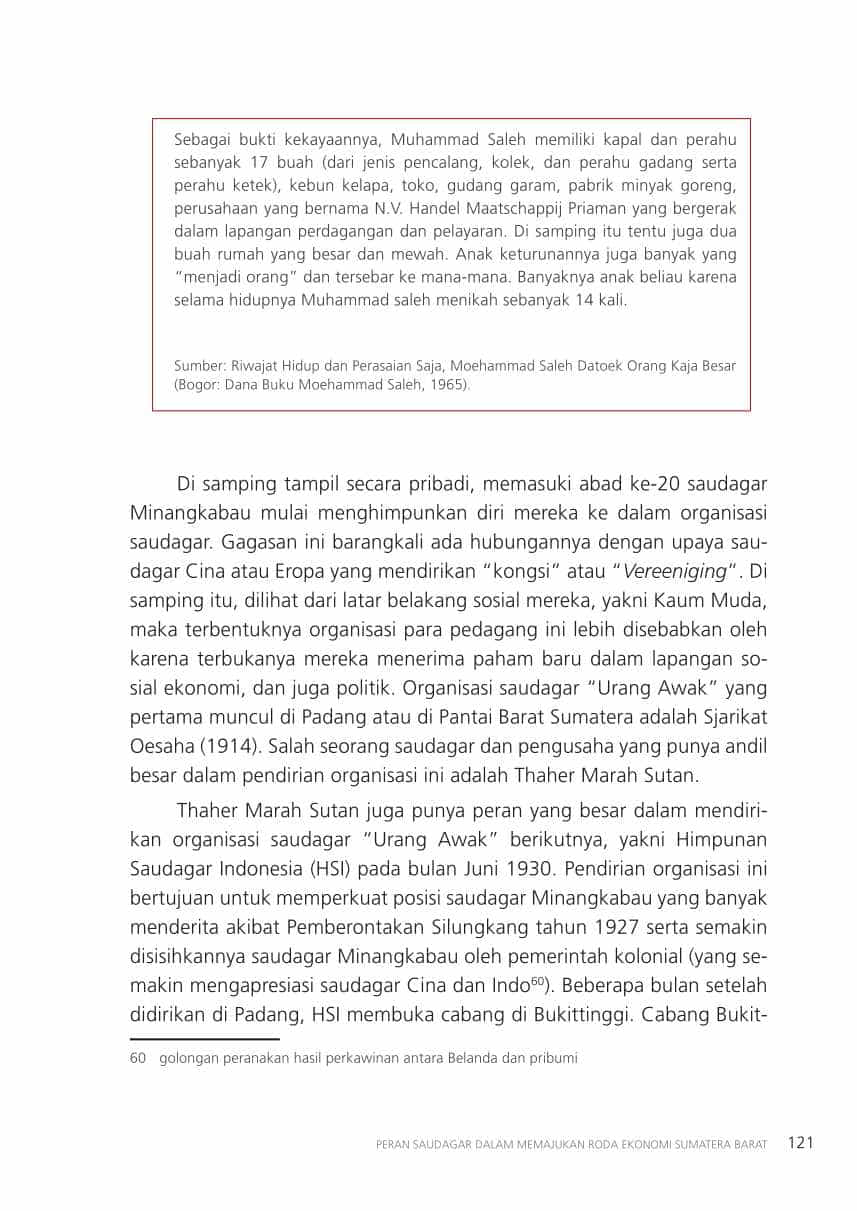 Sebagai bukti kekayaannya, Muhammad Saleh memiliki kapal dan perahu
sebanyak 17 buah (dari jenis pencalang, kolek, dan perahu gadang serta
perahu ketek), kebun kelapa, toko, gudang garam, pabrik minyak goreng,
perusahaan yang bernama N.V. Handel Maatschappij Priaman yang bergerak
dalam lapangan perdagangan dan pelayaran. Di samping itu tentu juga dua
buah rumah yang besar dan mewah. Anak keturunannya juga banyak yang
“menjadi orang” dan tersebar ke mana-mana. Banyaknya anak beliau karena
selama hidupnya Muhammad saleh menikah sebanyak 14 kali.
Sumber: Riwajat Hidup dan Perasaian Saja, Moehammad Saleh Datoek Orang Kaja Besar
(Bogor: Dana Buku Moehammad Saleh, 1965).
Di samping tampil secara pribadi, memasuki abad ke-20 saudagar
Minangkabau mulai menghimpunkan diri mereka ke dalam organisasi
saudagar. Gagasan ini barangkali ada hubungannya dengan upaya sau-
dagar Cina atau Eropa yang mendirikan “kongsi“ atau “Vereeniging“. Di
samping itu, dilihat dari latar belakang sosial mereka, yakni Kaum Muda,
maka terbentuknya organisasi para pedagang ini lebih disebabkan oleh
karena terbukanya mereka menerima paham baru dalam lapangan so-
sial ekonomi, dan juga politik. Organisasi saudagar “Urang Awak” yang
pertama muncul di Padang atau di Pantai Barat Sumatera adalah Sjarikat
Oesaha (1914). Salah seorang saudagar dan pengusaha yang punya andil
besar dalam pendirian organisasi ini adalah Thaher Marah Sutan.
Thaher Marah Sutan juga punya peran yang besar dalam mendiri-
kan organisasi saudagar “Urang Awak” berikutnya, yakni Himpunan
Saudagar Indonesia (HSI) pada bulan Juni 1930. Pendirian organisasi ini
bertujuan untuk memperkuat posisi saudagar Minangkabau yang banyak
menderita akibat Pemberontakan Silungkang tahun 1927 serta semakin
disisihkannya saudagar Minangkabau oleh pemerintah kolonial (yang se-
makin mengapresiasi saudagar Cina dan Indo60). Beberapa bulan setelah
didirikan di Padang, HSI membuka cabang di Bukittinggi. Cabang Bukit-
60 golongan peranakan hasil perkawinan antara Belanda dan pribumi
PERAN SAUDAGAR DALAM MEMAJUKAN RODA EKONOMI SUMATERA BARAT 121